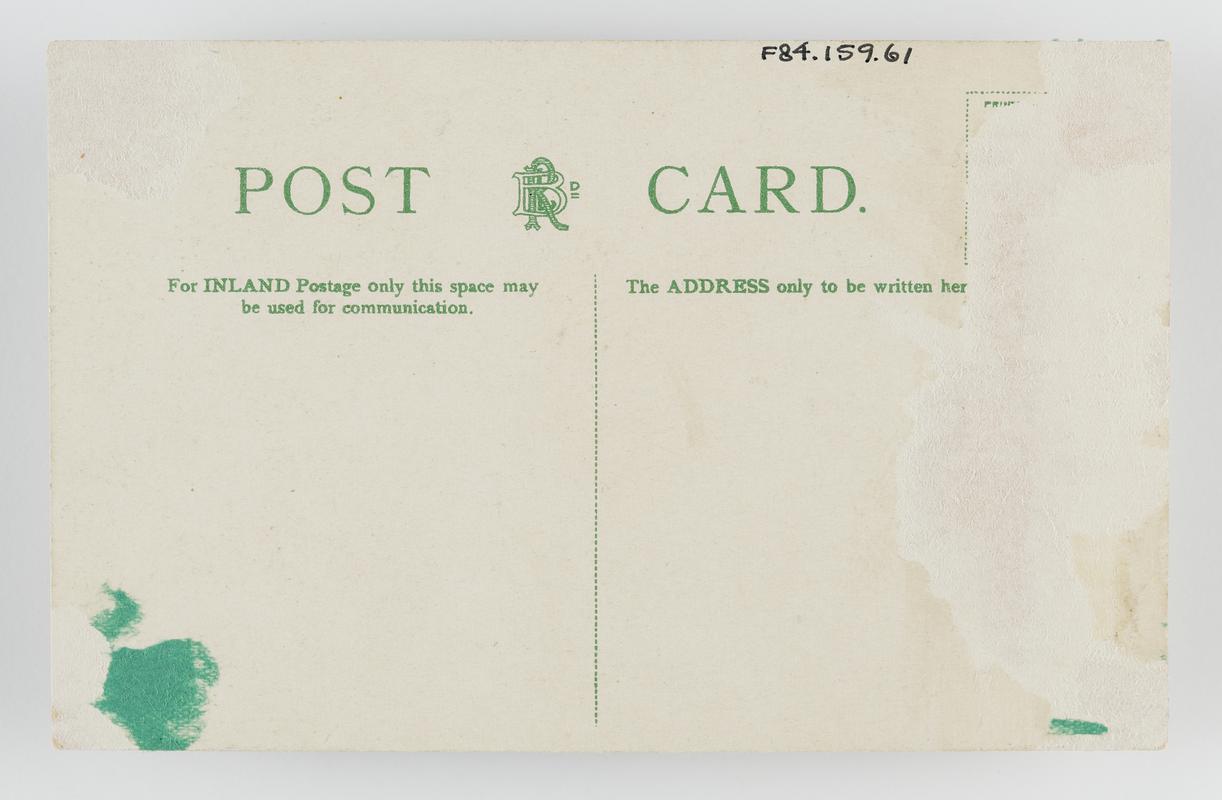 F84.159.61
PRINT
POST CARD.
For INLAND Postage only this space may
be used for communication.
The ADDRESS only to be written her